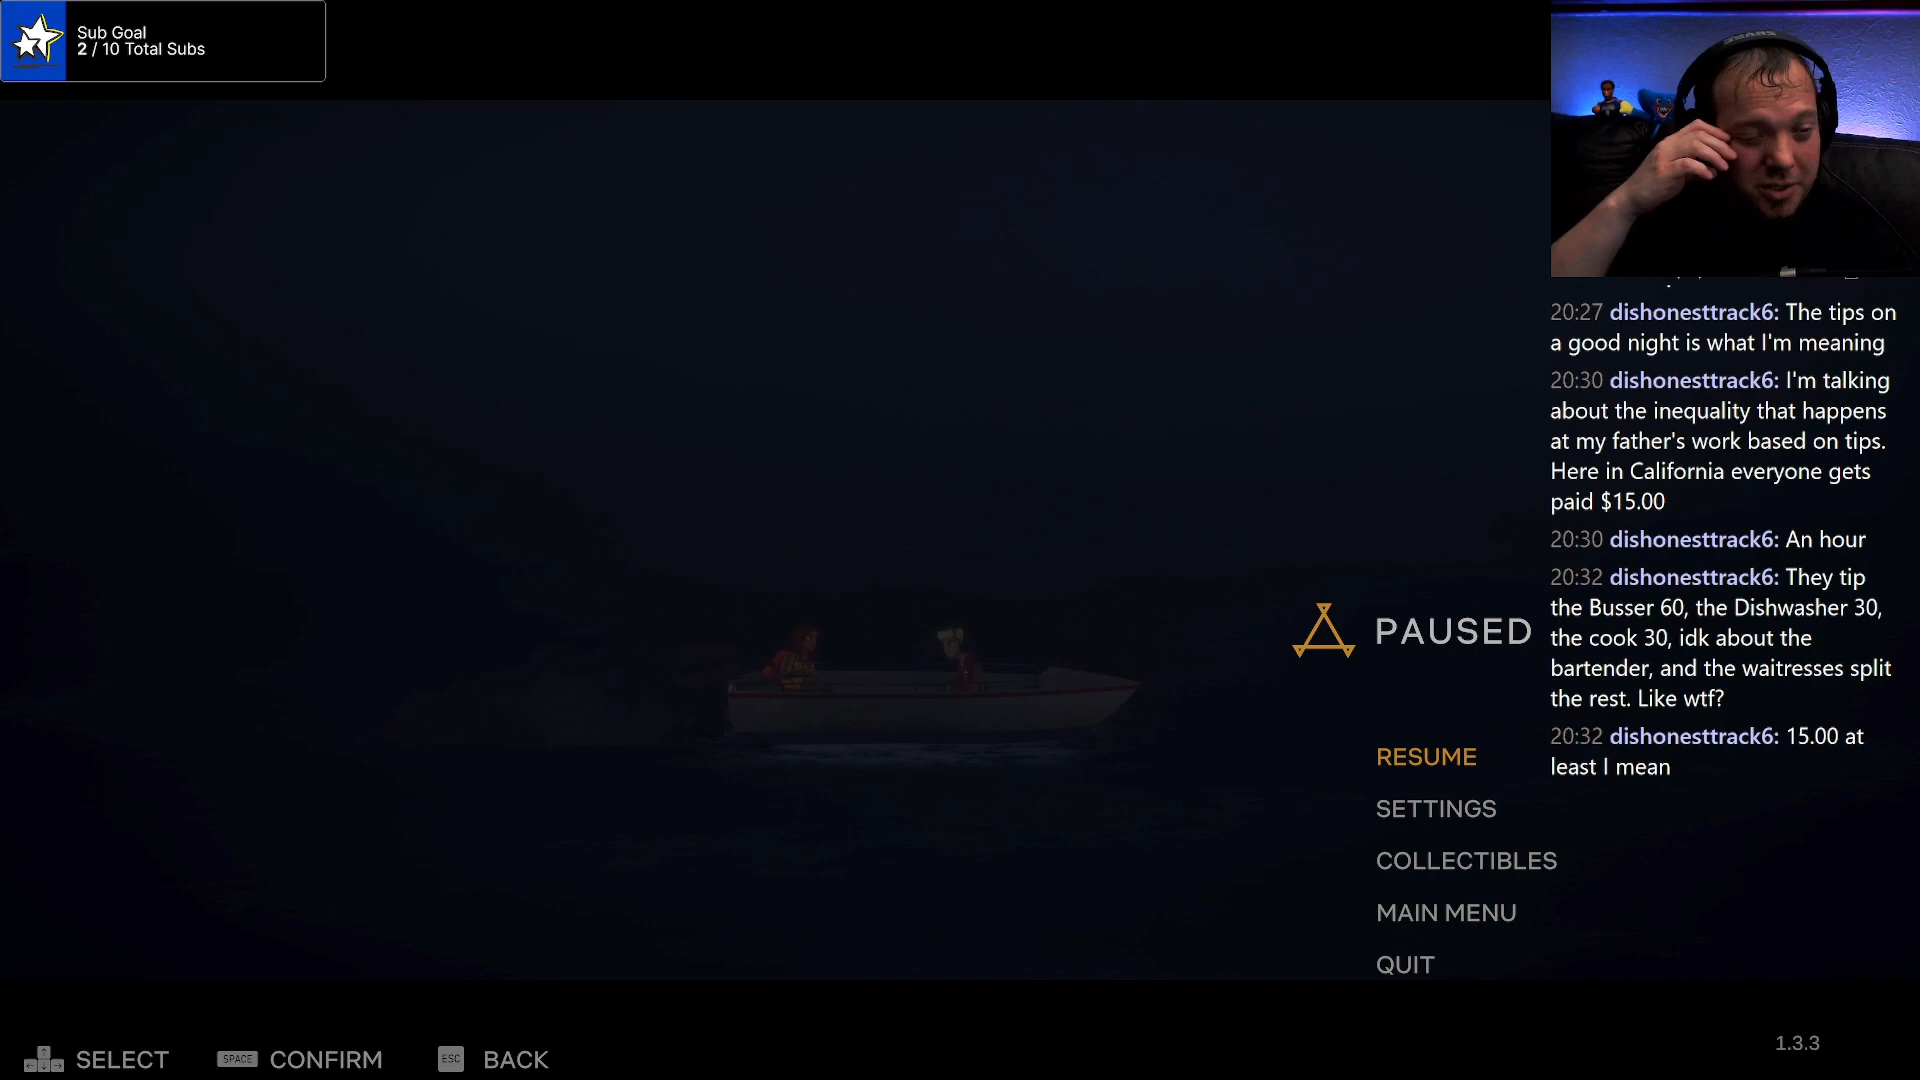 Sub Goal
2 / 10 Total Subs
20:27 dishonesttrack6: The tips on
a good night is what I'm meaning
20:30 dishonesttrack6: I'm talking
about the inequality that happens
at my father's work based on tips.
Here in California everyone gets
paid $15.00
20:30 dishonesttrack6: An hour
20:32 dishonesttrack6: They tip
the Busser 60, the Dishwasher 30,
the cook 30, idk about the
bartender, and the waitresses split
the rest. Like wtf?
20:32 dishonesttrack6: 15.00 at
least I mean
PAUSED
RESUME
SETTINGS
COLLECTIBLES
MAIN MENU
QUIT
SELECT
SPACE CONFIRM
ESC BACK
1.3.3